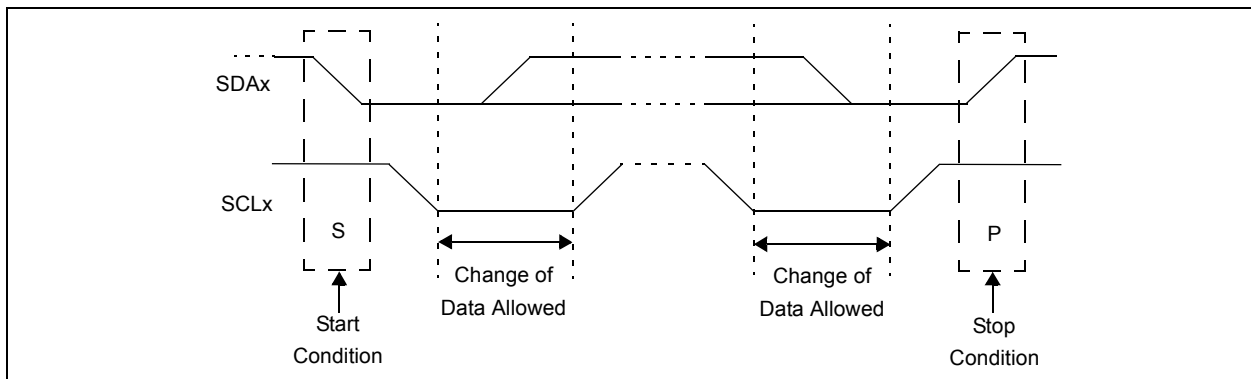 SDAx
SCLx
S
P
Change of
Data Allowed
Change of
Data Allowed
Start
Condition
Stop
Condition